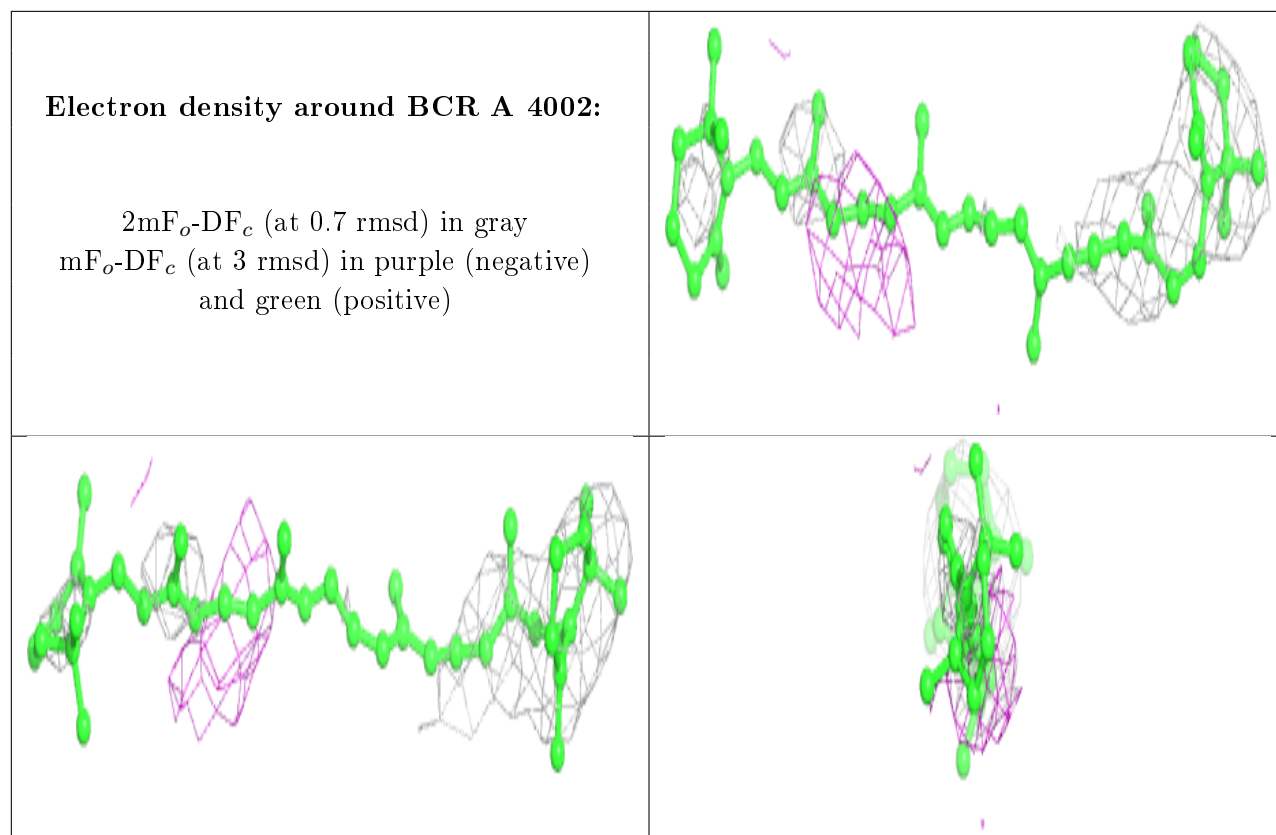 Electron density around BCR A 4002:
2mFₒ-DF𝒸 (at 0.7 rmsd) in gray
mFₒ-DF𝒸 (at 3 rmsd) in purple (negative)
and green (positive)